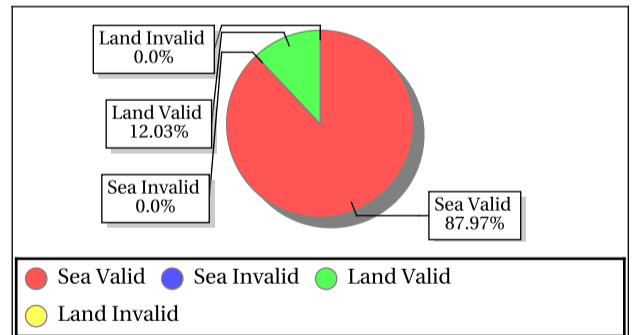 Land Invalid
0.0%
Land Valid
12.03%
Sea Invalid
0.0%
Sea Valid
87.97%
Sea Valid Sea Invalid Land Valid
Land Invalid